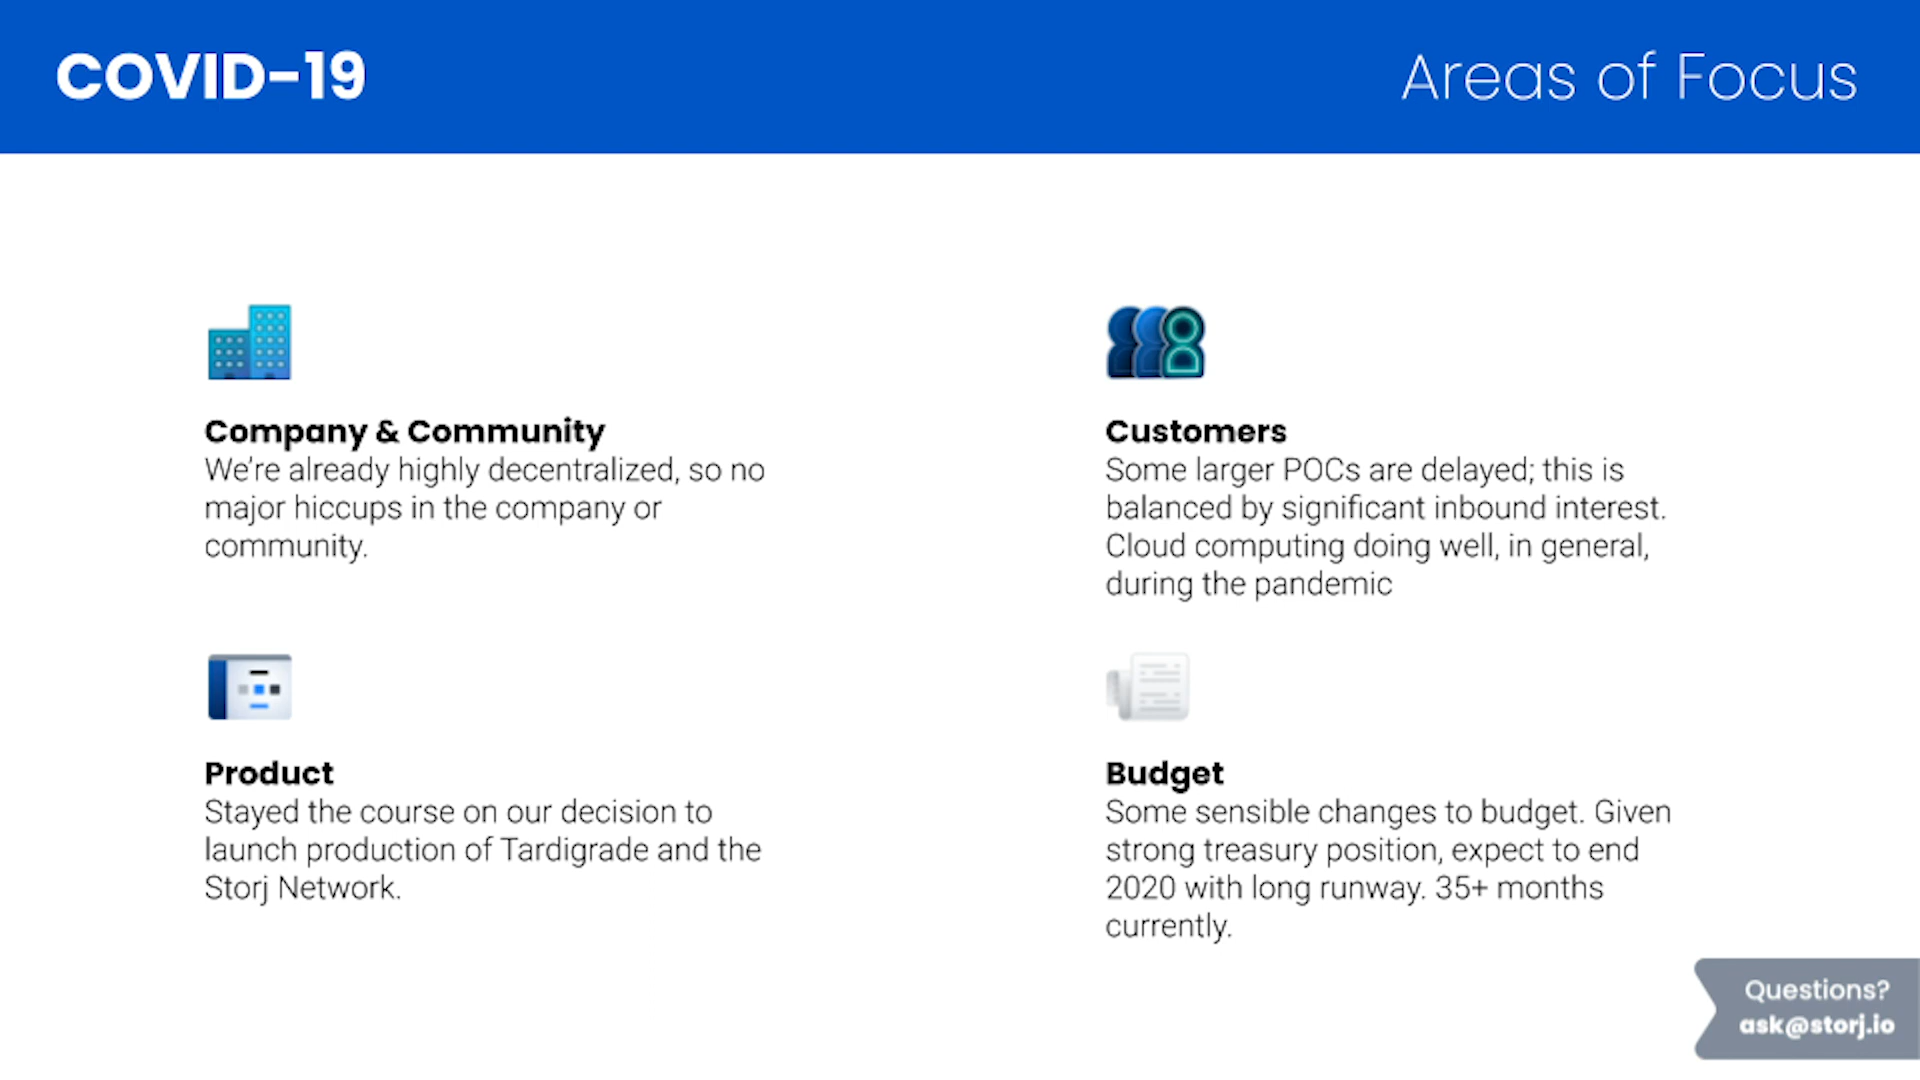 COVID-19
Areas of Focus
Company & Community
We're already highly decentralized, so no
major hiccups in the company or
community.
Customers
Some larger POCs are delayed; this is
balanced by significant inbound interest.
Cloud computing doing well, in general,
during the pandemic
Product
Stayed the course on our decision to
launch production of Tardigrade and the
Storj Network.
Budget
Some sensible changes to budget. Given
strong treasury position, expect to end
2020 with long runway. 35+ months
currently.
Questions?
ask@storj.io